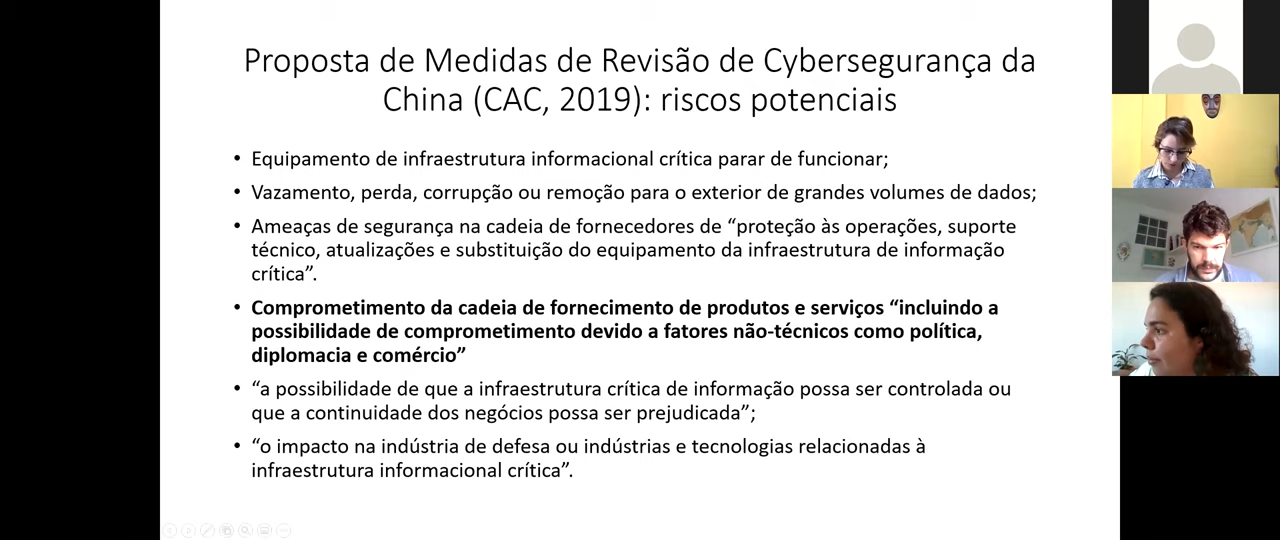 Proposta de Medidas de Revisão de Cybersegurança da
China (CAC, 2019): riscos potenciais
• Equipamento de infraestrutura informacional crítica parar de funcionar;
• Vazamento, perda, corrupção ou remoção para o exterior de grandes volumes de dados;
• Ameaças de segurança na cadeia de fornecedores de “proteção às operações, suporte
técnico, atualizações e substituição do equipamento da infraestrutura de informação
crítica”.
• Comprometimento da cadeia de fornecimento de produtos e serviços “incluindo a
possibilidade de comprometimento devido a fatores não-técnicos como política,
diplomacia e comércio”
• “a possibilidade de que a infraestrutura crítica de informação possa ser controlada ou
que a continuidade dos negócios possa ser prejudicada”;
• “o impacto na indústria de defesa ou indústrias e tecnologias relacionadas à
infraestrutura informacional crítica”.